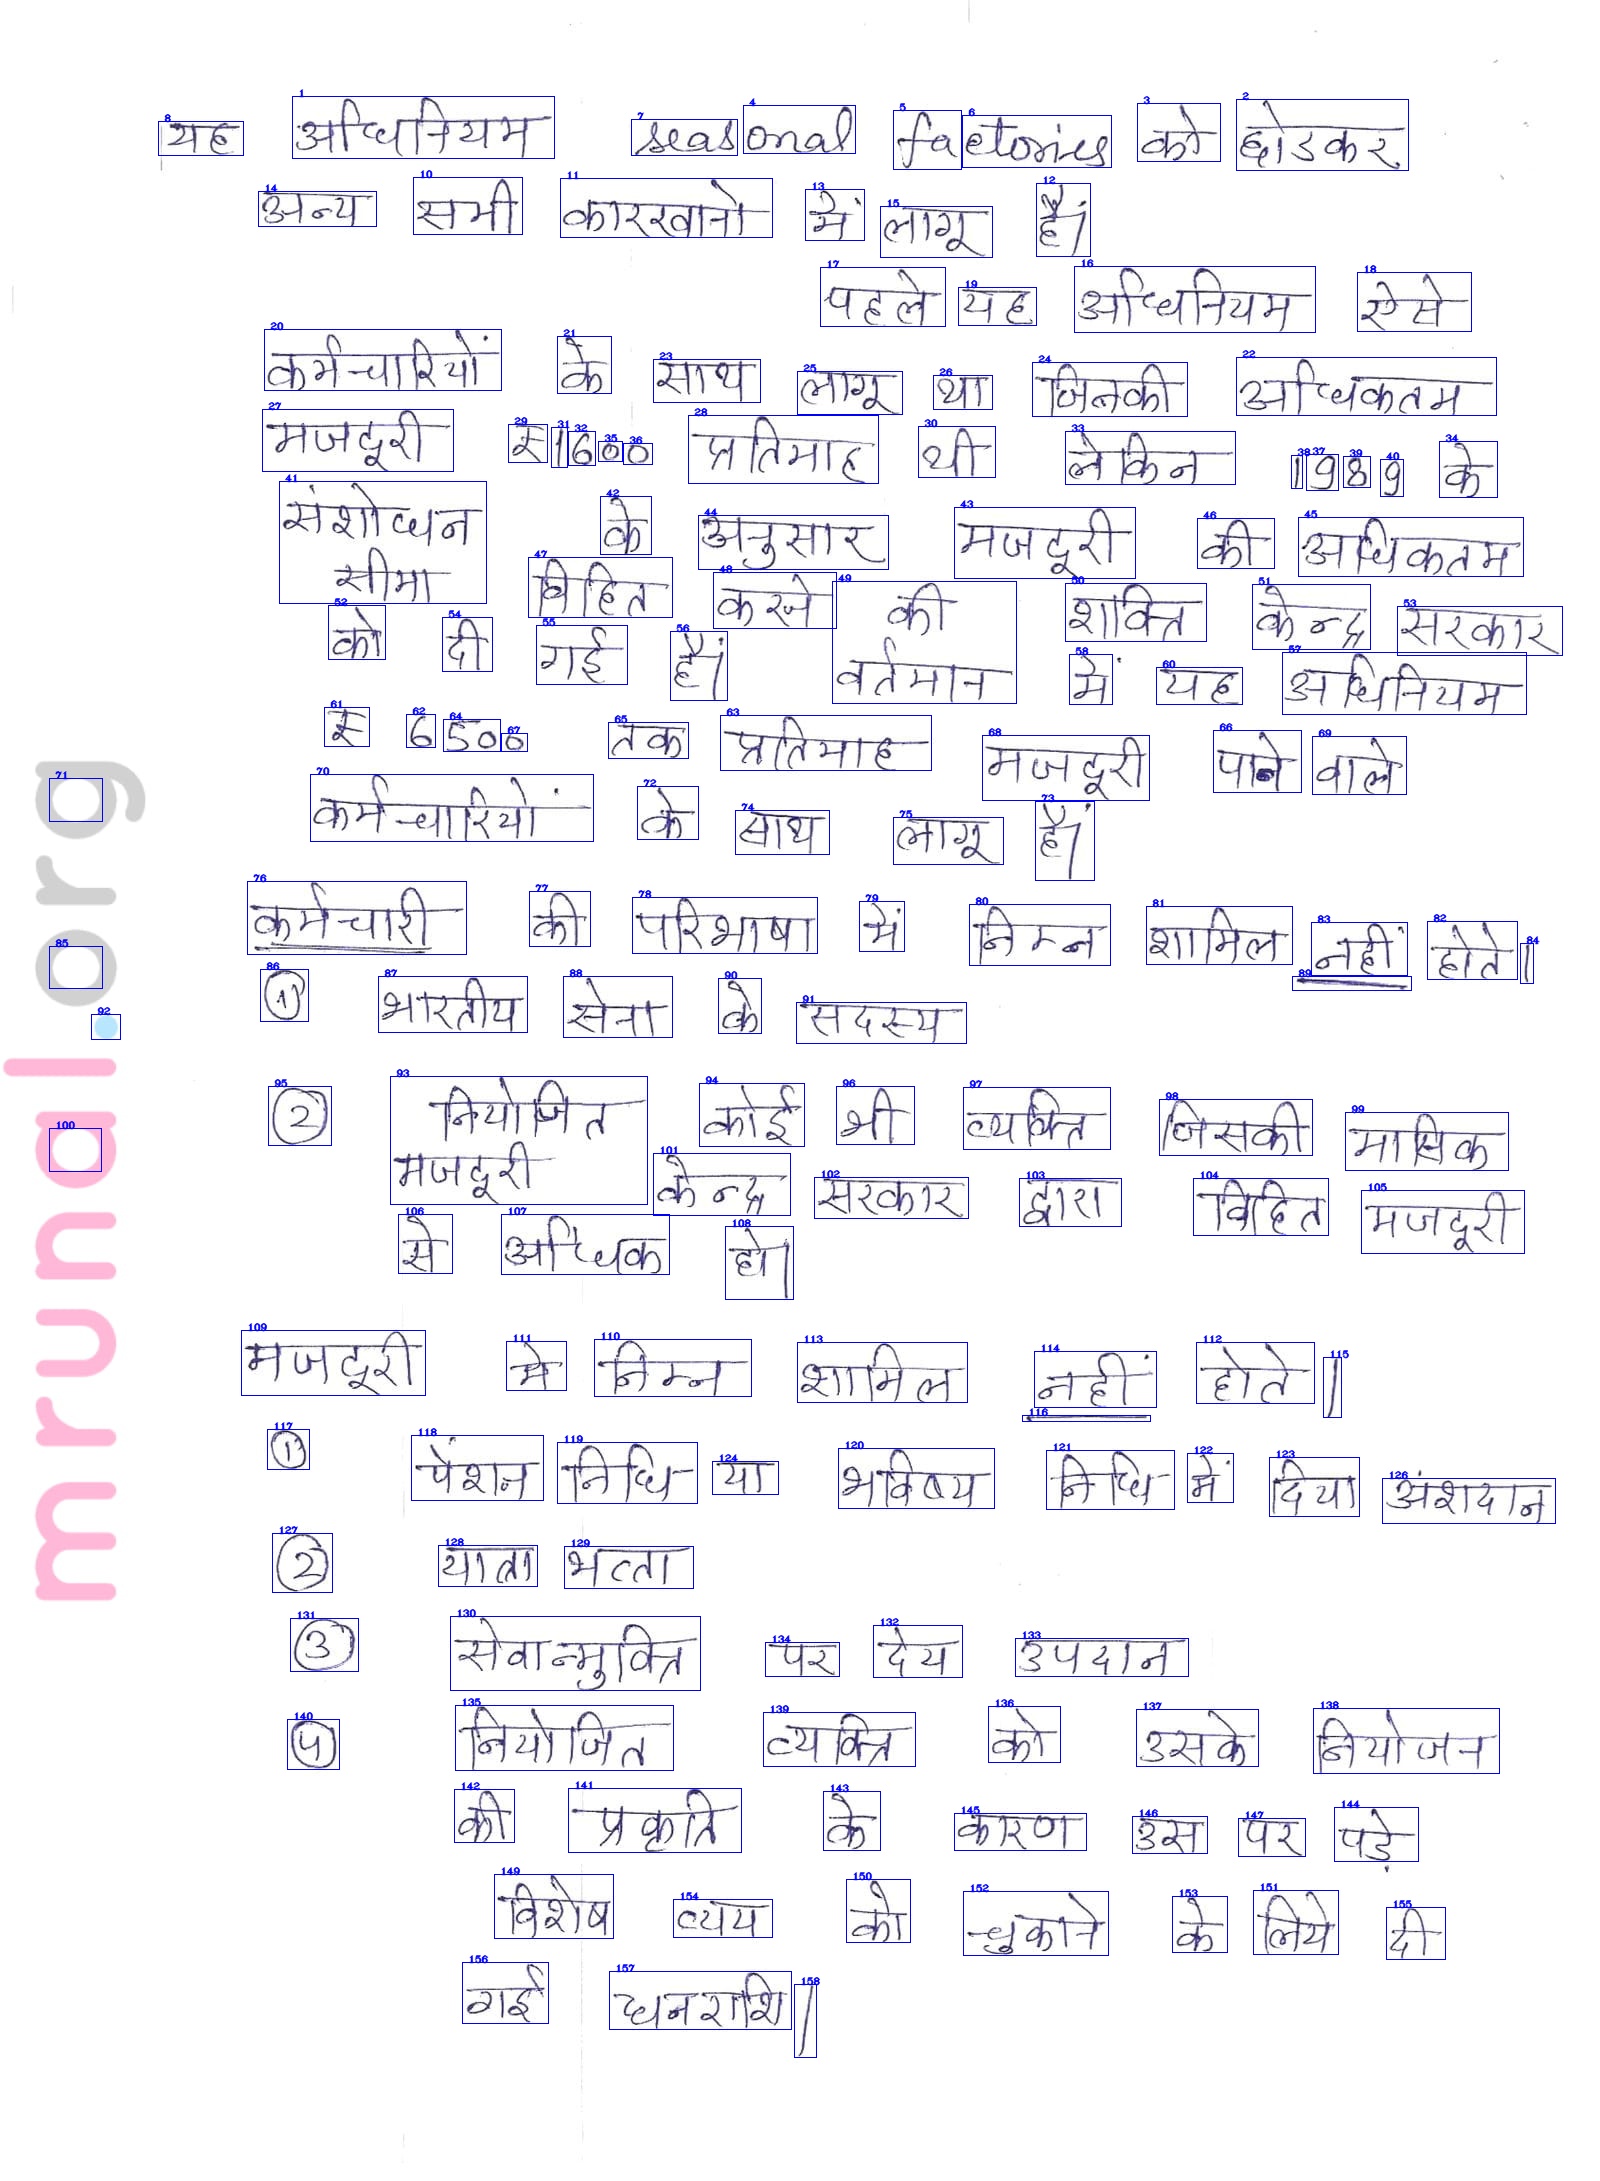 यह अधिनियम seasonal factories को छोडकर
अन्य सभी कारखानो में लागू है।
पहले यह अधिनियम ऐसे
कर्मचारियों के साथ लागू था जिनकी अधिकतम
मजदूरी रु 1600 प्रतिमाह थी लेकिन 1989 के
संशोधन के अनुसार मजदूरी की अधिकतम
सीमा विहित करने की शक्ति केन्द्र सरकार
को दी गई हैं। वर्तमान में यह अधिनियम
रु 6500 तक प्रतिमाह मजदूरी पाने वाले
कर्मचारियों के साथ लागू हैं।
कर्मचारी की परिभाषा में निम्न शामिल नहीं होते।
① भारतीय सेना के सदस्य
② नियोजित कोई भी व्यक्ति जिसकी मासिक
मजदूरी केन्द्र सरकार द्वारा विहित मजदूरी
से अधिक हो।
मजदूरी मे निम्न शामिल नहीं होते।
① पेंशन निधि या भविष्य निधि में दिया अंशदान
② यात्रा भत्ता
③ सेवान्मुक्ति पर देय उपदान
④ नियोजित व्यक्ति को उसके नियोजन
की प्रकृति के कारण उस पर पड़े
विशेष व्यय को चुकाने के लिये दी
गई धनराशि।
mrunal.org